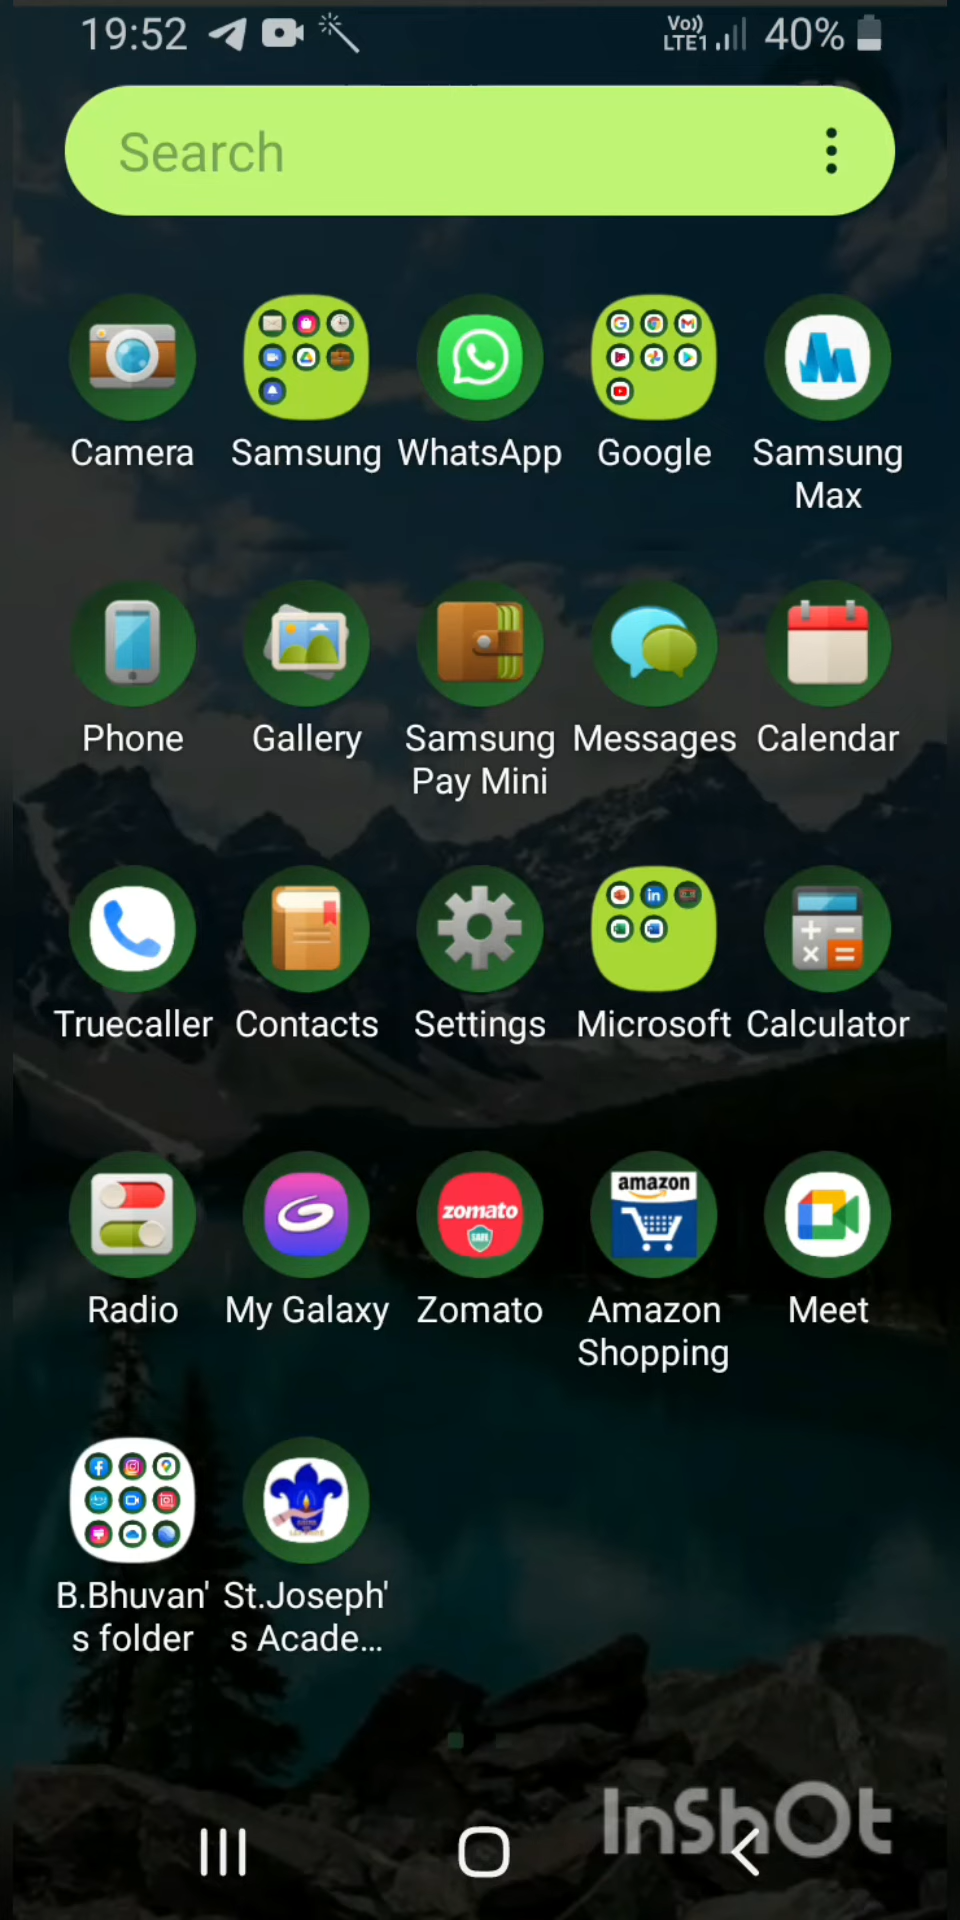 19:52 Vo)) LTE1 40%
Search
Camera Samsung WhatsApp Google Samsung Max
Phone Gallery Samsung Pay Mini Messages Calendar
Truecaller Contacts Settings Microsoft Calculator
zomato
SAFE
amazon
Radio My Galaxy Zomato Amazon Shopping Meet
B.Bhuvan's folder St.Joseph's Acade...
InShOt